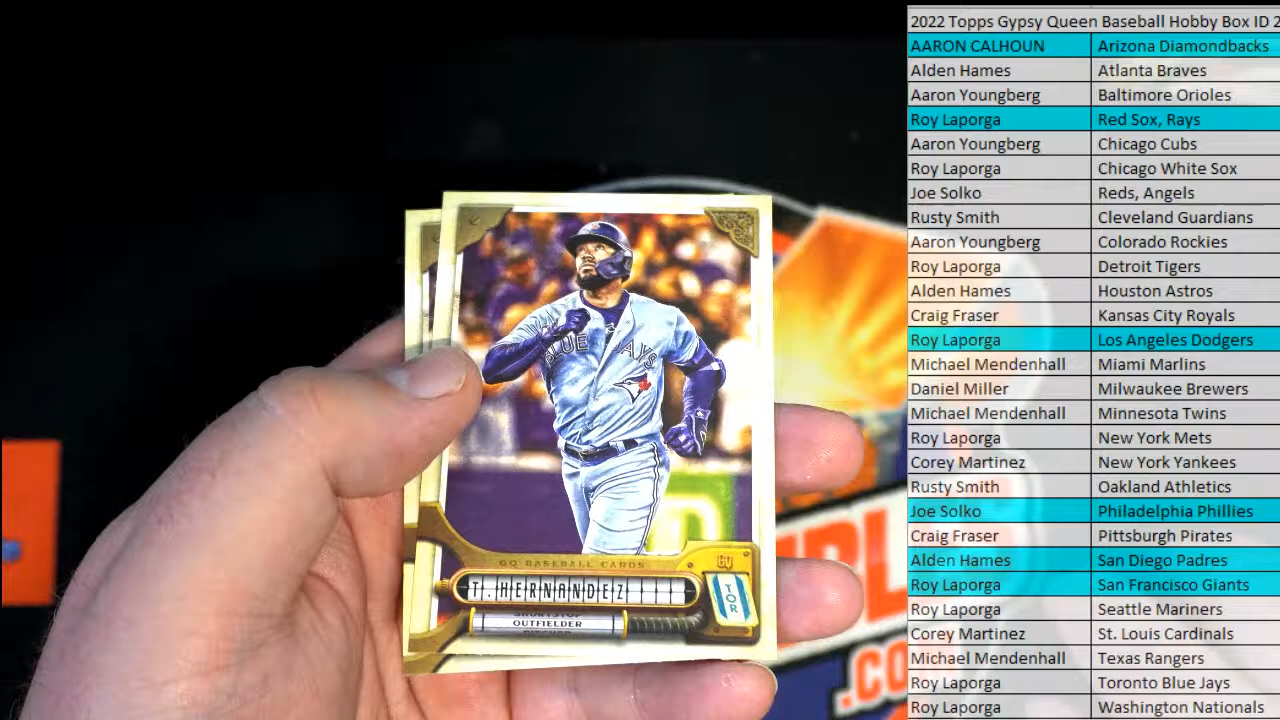 2022 Topps Gypsy Queen Baseball Hobby Box ID 2
AARON CALHOUN Arizona Diamondbacks
Alden Hames Atlanta Braves
Aaron Youngberg Baltimore Orioles
Roy Laporga Red Sox, Rays
Aaron Youngberg Chicago Cubs
Roy Laporga Chicago White Sox
Joe Solko Reds, Angels
Rusty Smith Cleveland Guardians
Aaron Youngberg Colorado Rockies
Roy Laporga Detroit Tigers
Alden Hames Houston Astros
Craig Fraser Kansas City Royals
Roy Laporga Los Angeles Dodgers
Michael Mendenhall Miami Marlins
Daniel Miller Milwaukee Brewers
Michael Mendenhall Minnesota Twins
Roy Laporga New York Mets
Corey Martinez New York Yankees
Rusty Smith Oakland Athletics
Joe Solko Philadelphia Phillies
Craig Fraser Pittsburgh Pirates
Alden Hames San Diego Padres
Roy Laporga San Francisco Giants
Roy Laporga Seattle Mariners
Corey Martinez St. Louis Cardinals
Michael Mendenhall Texas Rangers
Roy Laporga Toronto Blue Jays
Roy Laporga Washington Nationals
BLUE JAYS
GQ BASEBALL CARDS
T.HERNANDEZ
TOR
SHORTSTOP
OUTFIELDER
PITCHER
.CO